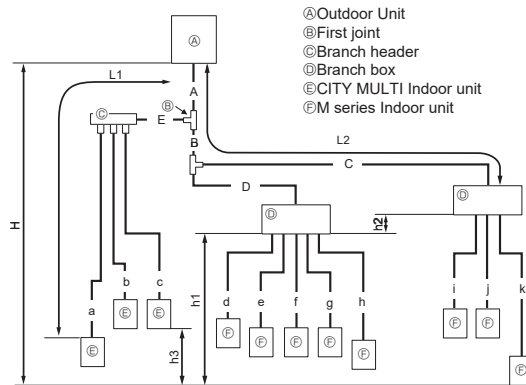 ⒶOutdoor Unit
ⒷFirst joint
ⒸBranch header
ⒹBranch box
ⒺCITY MULTI Indoor unit
ⒻM series Indoor unit
Ⓐ
L1
A
Ⓑ
Ⓒ
E
B
L2
C
D
Ⓓ
Ⓓ
h2
H
h1
a
b
c
d
e
f
g
h
i
j
k
Ⓔ
Ⓔ
Ⓔ
Ⓕ
Ⓕ
Ⓕ
Ⓕ
Ⓕ
Ⓕ
Ⓕ
Ⓕ
h3